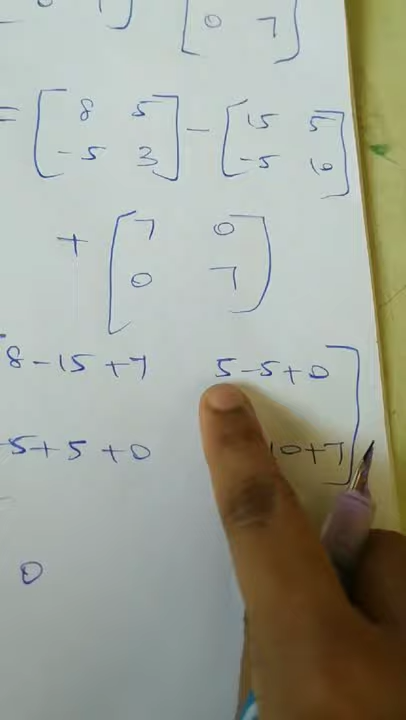 0 7
= [ 8 5 ] - [ 15 5 ]
[ -5 3 ] [ -5 10 ]
+ [ 7 0 ]
[ 0 7 ]
8 - 15 + 7 5 - 5 + 0 ]
-5 + 5 + 0 10 + 7 ]
0